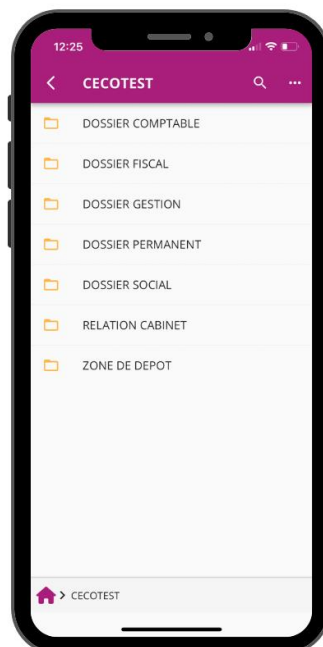 12:25
CECOTEST
DOSSIER COMPTABLE
DOSSIER FISCAL
DOSSIER GESTION
DOSSIER PERMANENT
DOSSIER SOCIAL
RELATION CABINET
ZONE DE DEPOT
CECOTEST